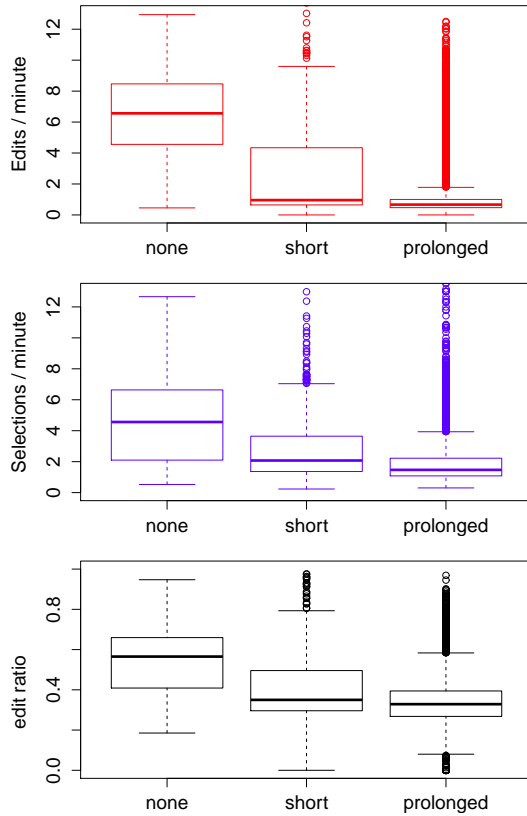 Edits / minute
12
8
6
4
2
0
none short prolonged
Selections / minute
12
8
6
4
2
0
none short prolonged
edit ratio
0.8
0.4
0.0
none short prolonged